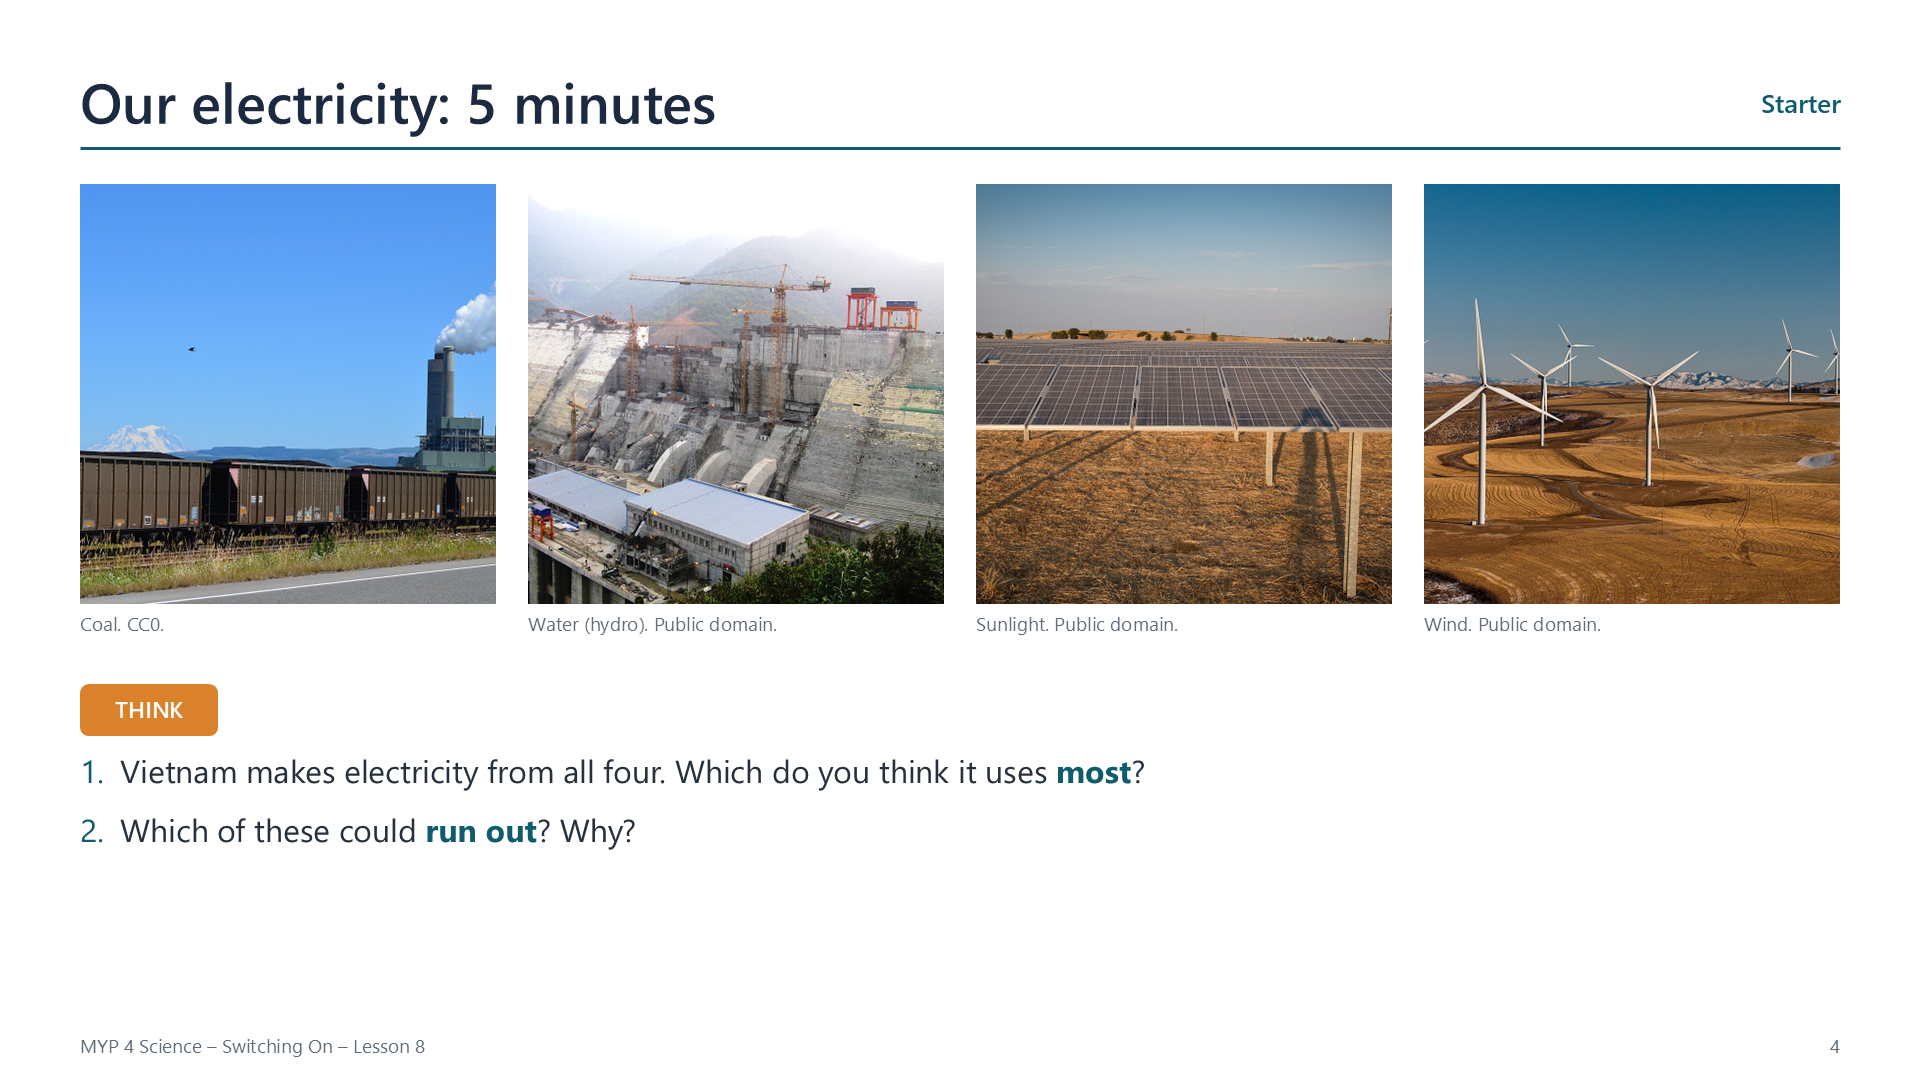 Our electricity: 5 minutes
Starter
Coal. CC0.
Water (hydro). Public domain.
Sunlight. Public domain.
Wind. Public domain.
THINK
1. Vietnam makes electricity from all four. Which do you think it uses most?
2. Which of these could run out? Why?
MYP 4 Science – Switching On – Lesson 8
4